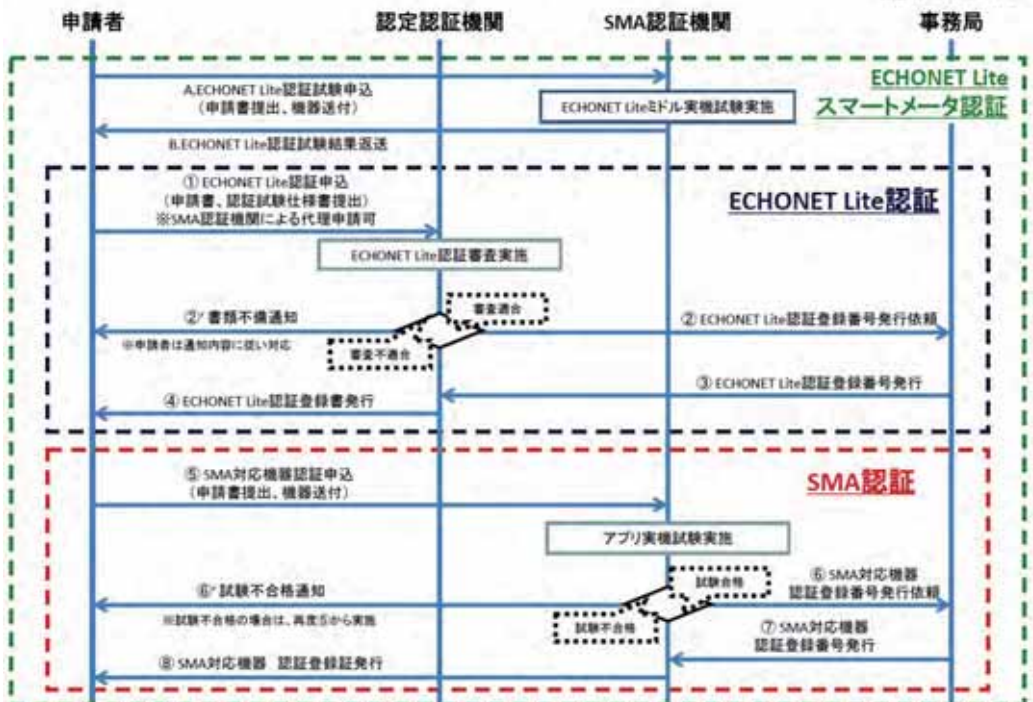 申請者 認定認証機関 SMA認証機関 事務局
ECHONET Lite
スマートメータ認証
A.ECHONET Lite認証試験申込
(申請書提出、機器送付)
ECHONET Liteミドル実機試験実施
B.ECHONET Lite認証試験結果返送
① ECHONET Lite認証申込
(申請書、認証試験仕様書提出)
※SMA認証機関による代理申請可
ECHONET Lite認証
ECHONET Lite認証審査実施
審査適合
②' 書類不備通知
② ECHONET Lite認証登録番号発行依頼
※申請者は通知内容に従い対応
審査不適合
③ ECHONET Lite認証登録番号発行
④ ECHONET Lite認証登録書発行
⑤ SMA対応機器認証申込
(申請書提出、機器送付)
SMA認証
アプリ実機試験実施
試験合格
⑥' 試験不合格通知
⑥ SMA対応機器
認証登録番号発行依頼
※試験不合格の場合は、再度⑤から実施
試験不合格
⑦ SMA対応機器
認証登録番号発行
⑧ SMA対応機器 認証登録証発行